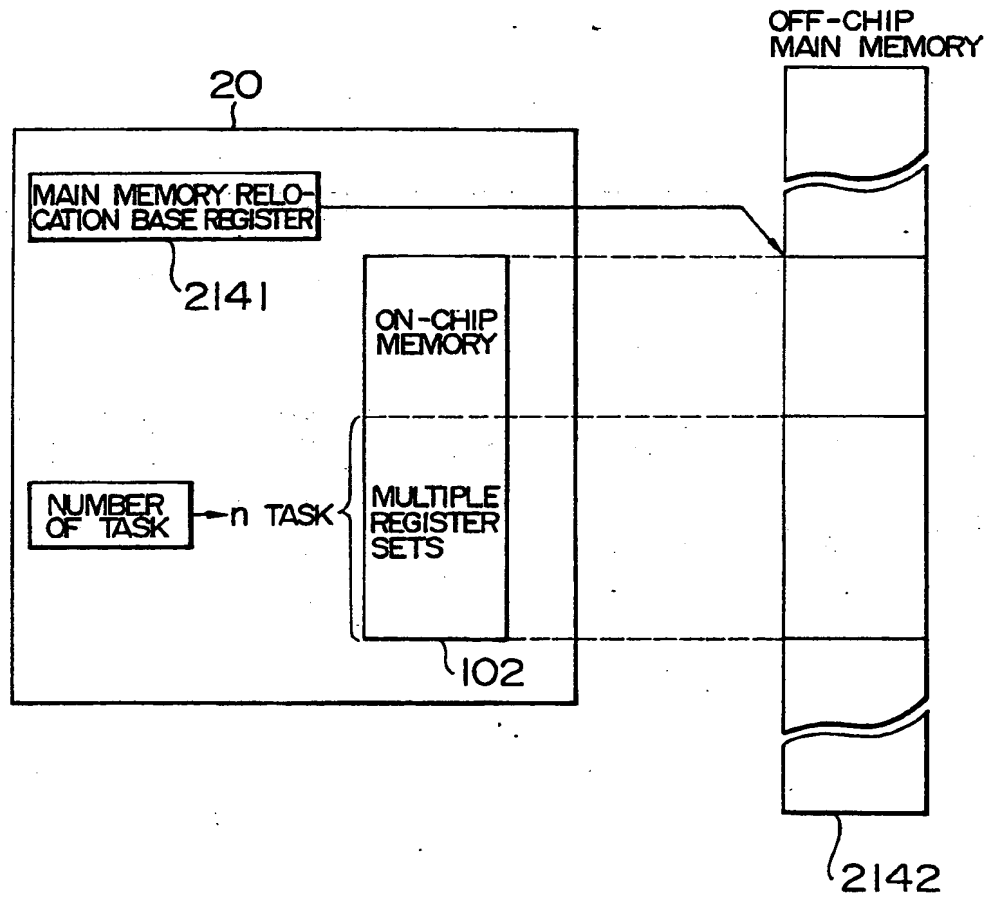 OFF-CHIP
MAIN MEMORY
20
MAIN MEMORY RELO-
CATION BASE REGISTER
2141
ON-CHIP
MEMORY
NUMBER
OF TASK
n TASK
MULTIPLE
REGISTER
SETS
102
2142